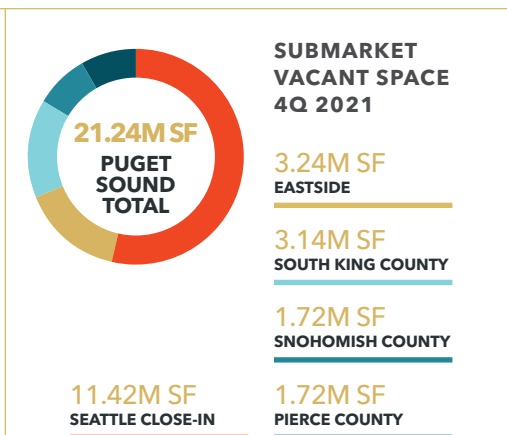 SUBMARKET
VACANT SPACE
4Q 2021
21.24M SF
PUGET
SOUND
TOTAL
3.24M SF
EASTSIDE
3.14M SF
SOUTH KING COUNTY
1.72M SF
SNOHOMISH COUNTY
11.42M SF
SEATTLE CLOSE-IN
1.72M SF
PIERCE COUNTY